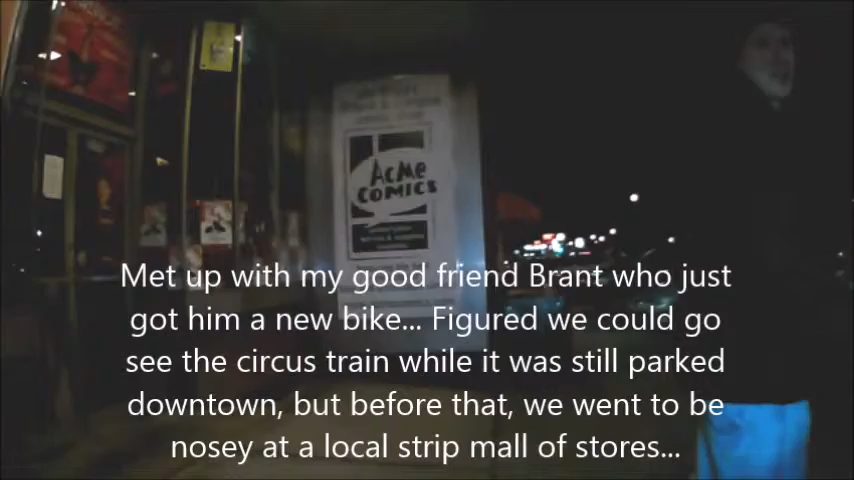 AcMe
COMICS
Met up with my good friend Brant who just
got him a new bike... Figured we could go
see the circus train while it was still parked
downtown, but before that, we went to be
nosey at a local strip mall of stores...